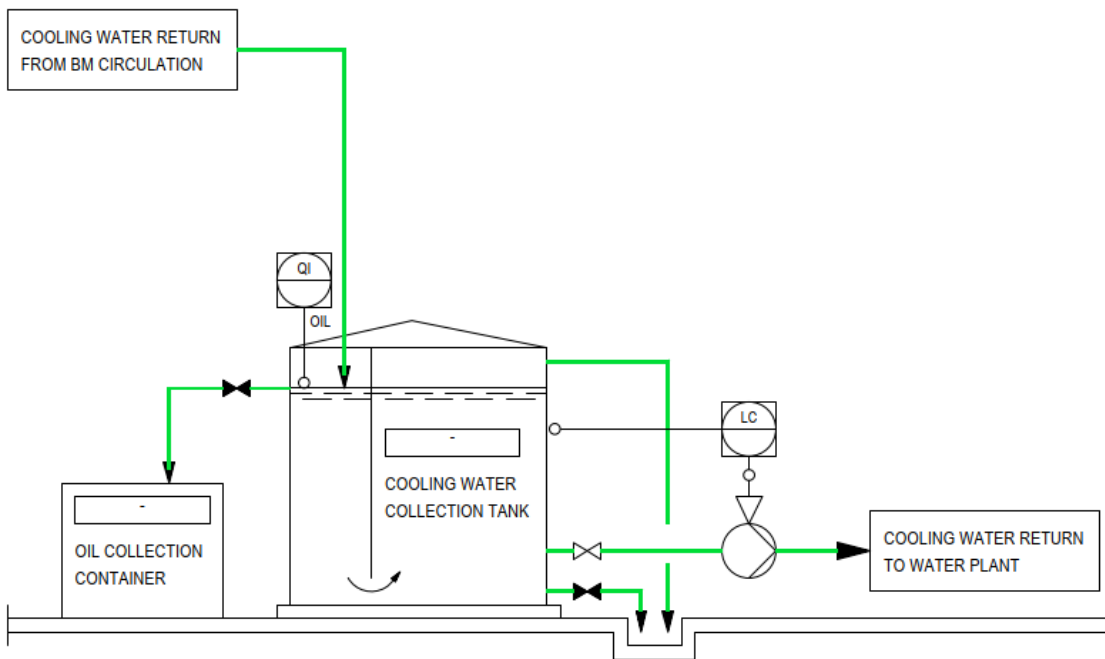 COOLING WATER RETURN
FROM BM CIRCULATION
QI
OIL
LC
-
COOLING WATER
COLLECTION TANK
-
OIL COLLECTION
CONTAINER
COOLING WATER RETURN
TO WATER PLANT